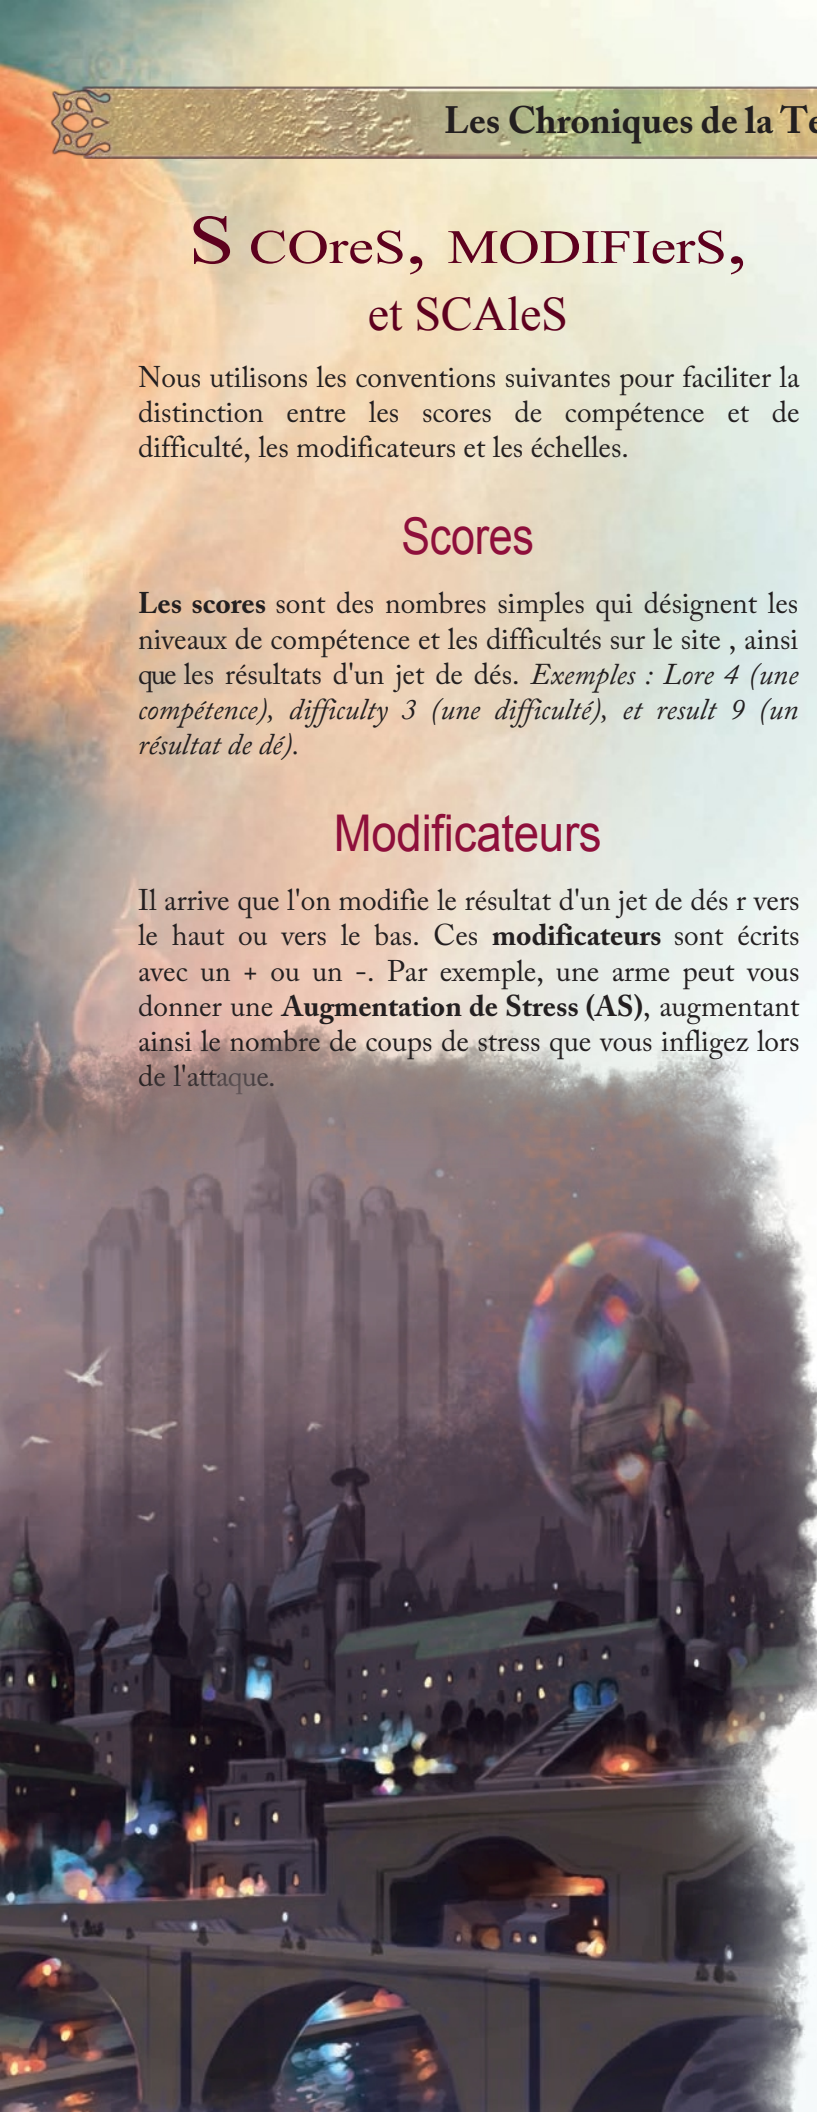 Les Chroniques de la Te
S COreS, MODIFIerS,
et SCAleS
Nous utilisons les conventions suivantes pour faciliter la
distinction entre les scores de compétence et de
difficulté, les modificateurs et les échelles.
Scores
Les scores sont des nombres simples qui désignent les
niveaux de compétence et les difficultés sur le site , ainsi
que les résultats d'un jet de dés. Exemples : Lore 4 (une
compétence), difficulty 3 (une difficulté), et result 9 (un
résultat de dé).
Modificateurs
Il arrive que l'on modifie le résultat d'un jet de dés r vers
le haut ou vers le bas. Ces modificateurs sont écrits
avec un + ou un -. Par exemple, une arme peut vous
donner une Augmentation de Stress (AS), augmentant
ainsi le nombre de coups de stress que vous infligez lors
de l'attaque.